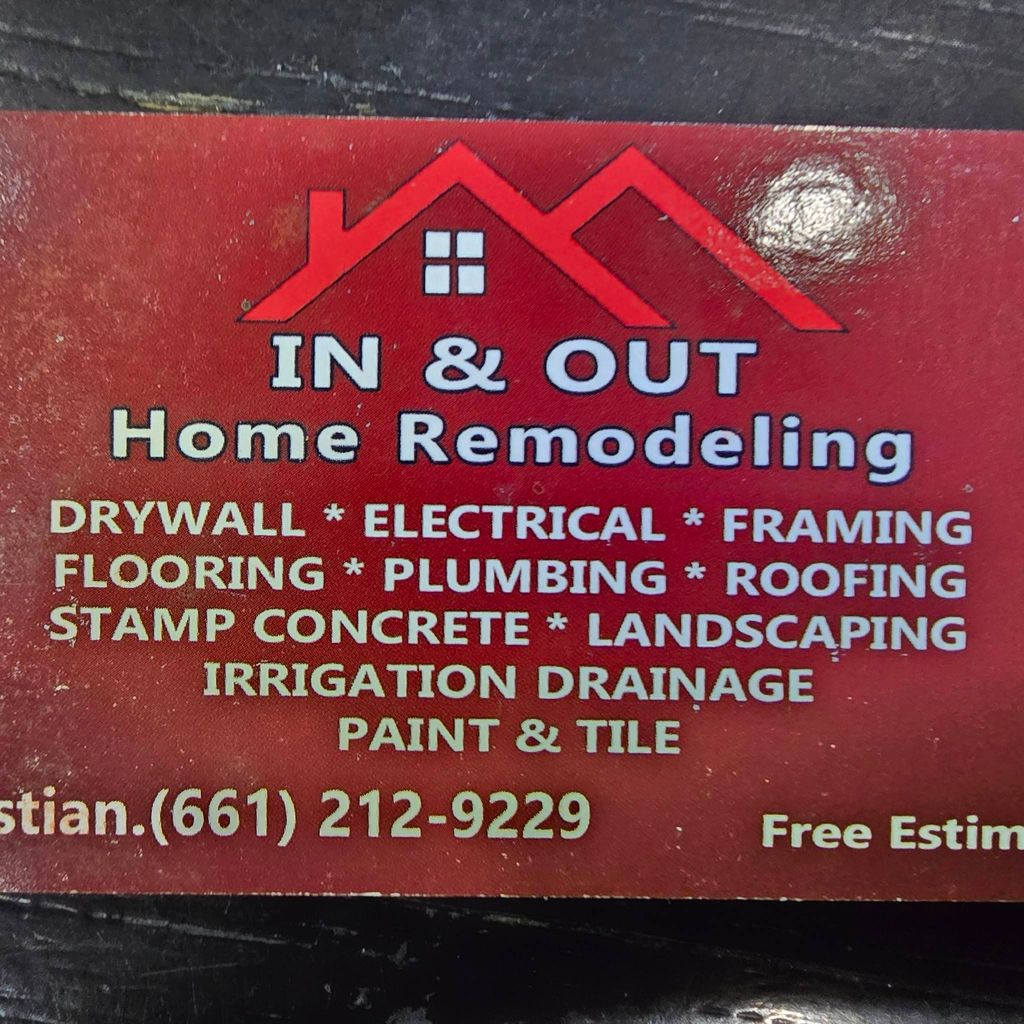 IN & OUT
Home Remodeling
DRYWALL * ELECTRICAL * FRAMING
FLOORING * PLUMBING * ROOFING
STAMP CONCRETE * LANDSCAPING
IRRIGATION DRAINAGE
PAINT & TILE
stian.(661) 212-9229
Free Estim